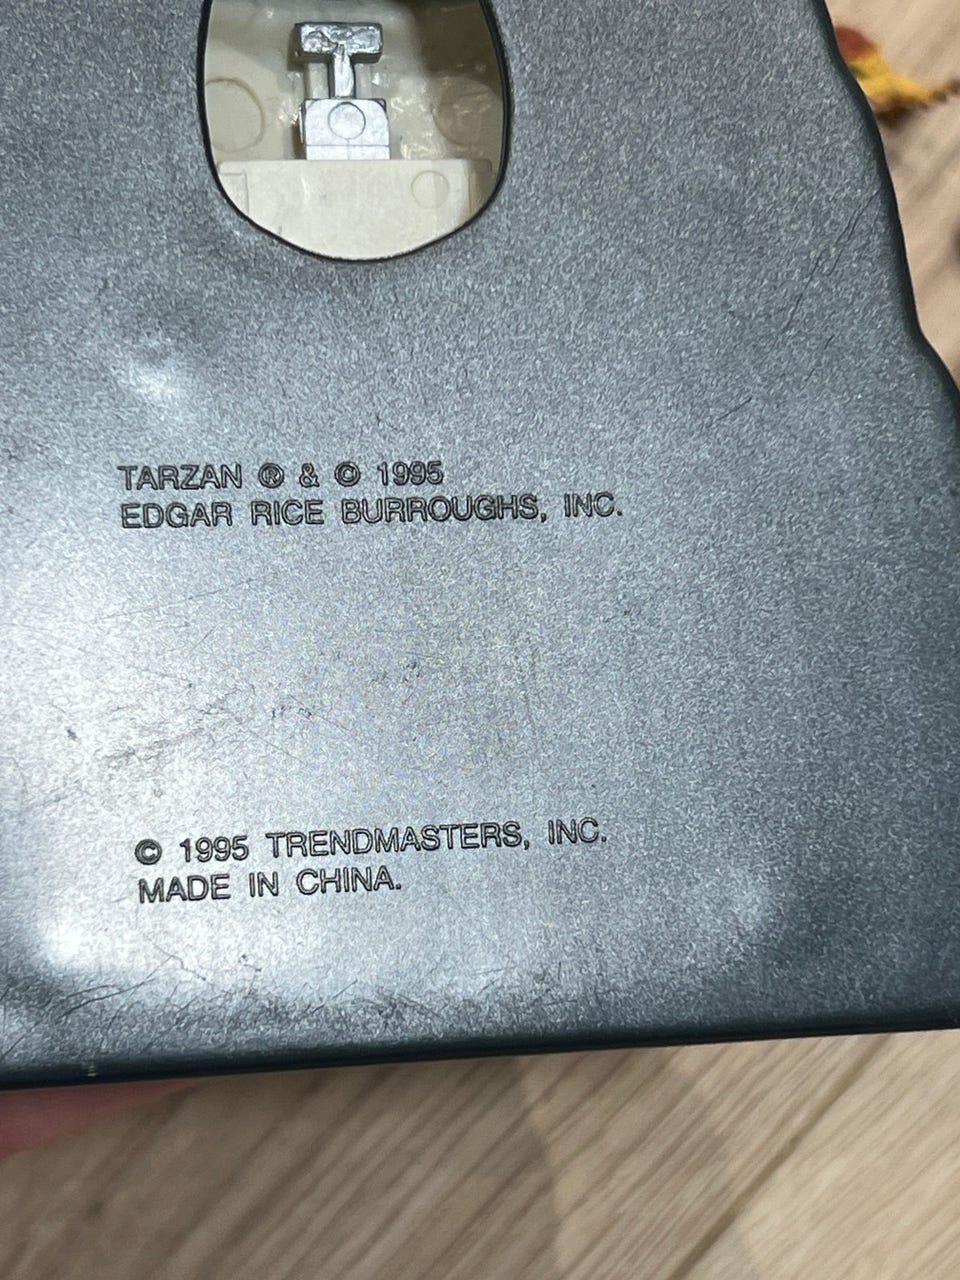 TARZAN ® & © 1995
EDGAR RICE BURROUGHS, INC.
© 1995 TRENDMASTERS, INC.
MADE IN CHINA.